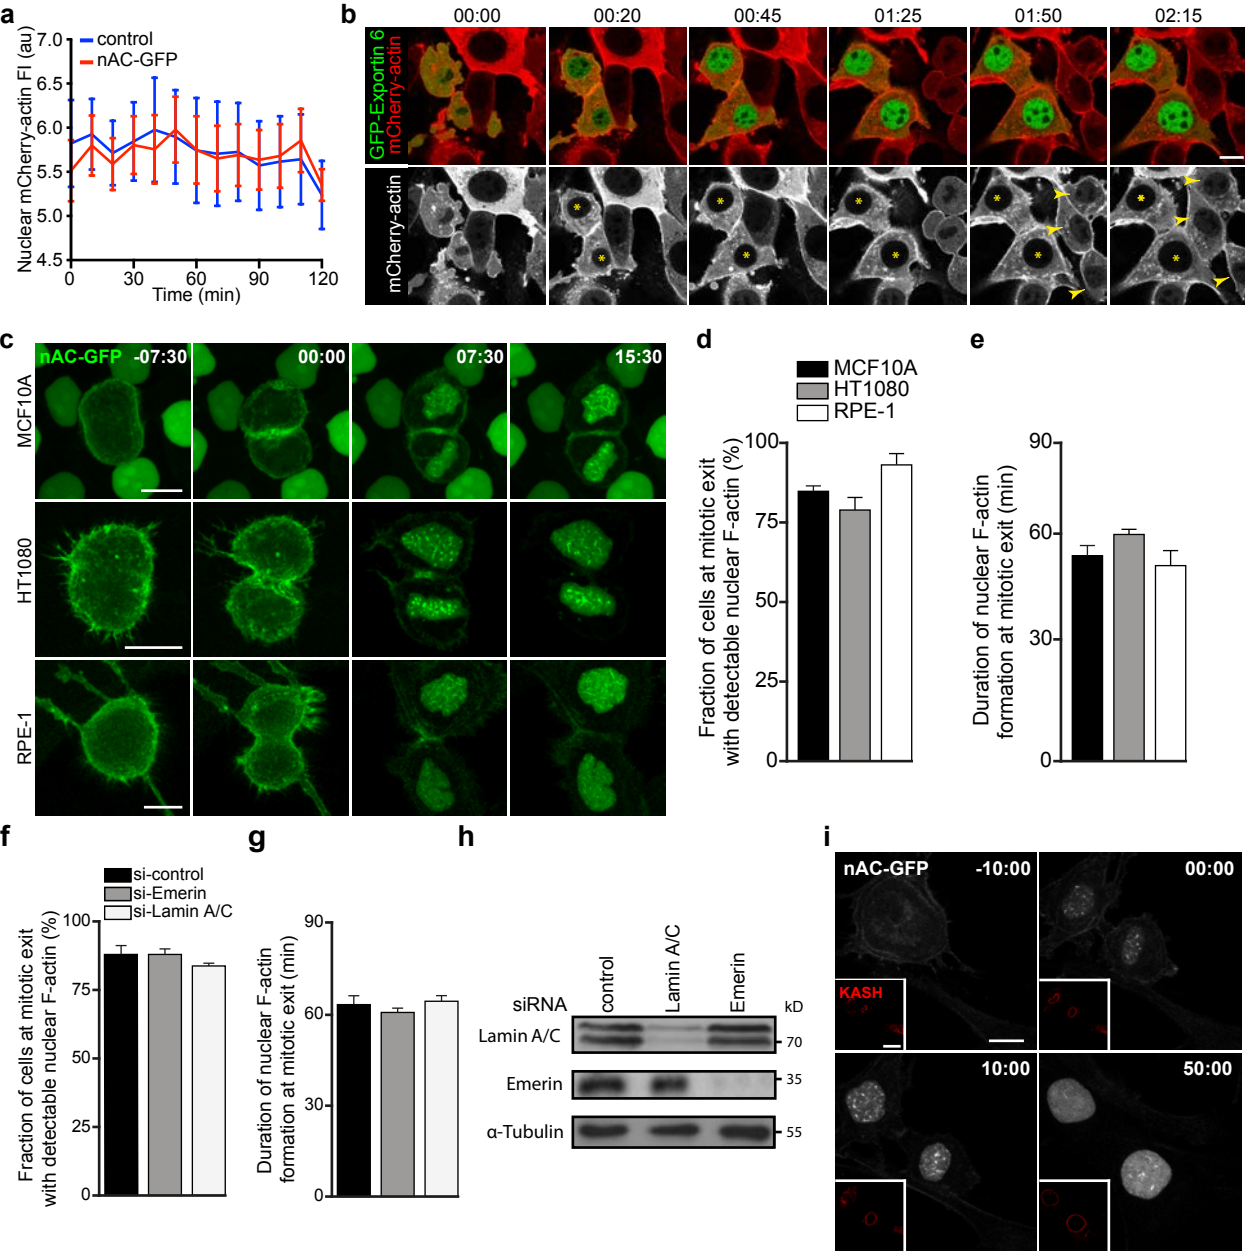 a
Nuclear mCherry-actin FI (au)
7.0
6.5
6.0
5.5
5.0
4.5
control
nAC-GFP
0
30
60
90
120
Time (min)
b
00:00
00:20
00:45
01:25
01:50
02:15
GFP-Exportin 6
mCherry-actin
mCherry-actin
*
*
*
*
*
*
*
*
*
*
c
nAC-GFP
-07:30
00:00
07:30
15:30
MCF10A
HT1080
RPE-1
d
MCF10A
HT1080
RPE-1
Fraction of cells at mitotic exit
with detectable nuclear F-actin (%)
100
75
50
25
0
e
Duration of nuclear F-actin
formation at mitotic exit (min)
90
60
30
0
f
si-control
si-Emerin
si-Lamin A/C
Fraction of cells at mitotic exit
with detectable nuclear F-actin (%)
100
75
50
25
0
g
Duration of nuclear F-actin
formation at mitotic exit (min)
90
60
30
0
h
siRNA
control
Lamin A/C
Emerin
kD
Lamin A/C
70
Emerin
35
α-Tubulin
55
i
nAC-GFP
-10:00
00:00
KASH
10:00
50:00